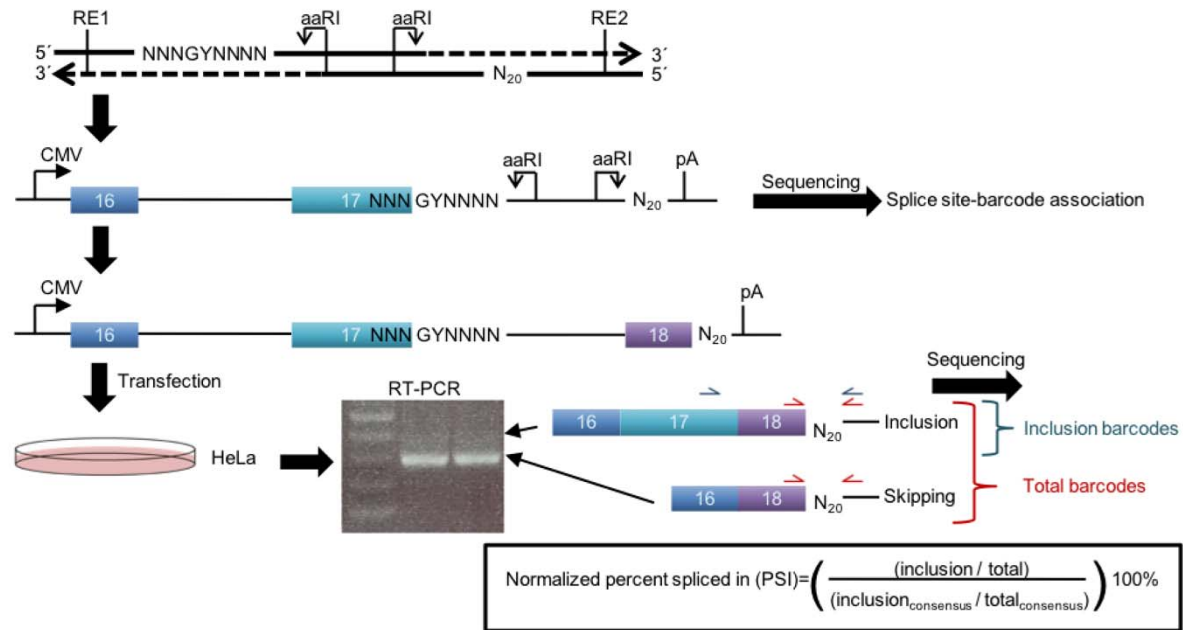 RE1 aaRI aaRI RE2
5´ NNNGYNNNN 3´
3´ N20 5´
CMV aaRI aaRI pA
16 17 NNN GYNNNN N20
Sequencing
Splice site-barcode association
CMV pA
16 17 NNN GYNNNN 18 N20
Transfection
RT-PCR
Sequencing
HeLa
16 17 18 N20 Inclusion
Inclusion barcodes
16 18 N20 Skipping
Total barcodes
Normalized percent spliced in (PSI)=( (inclusion / total) / (inclusionconsensus / totalconsensus) ) 100%